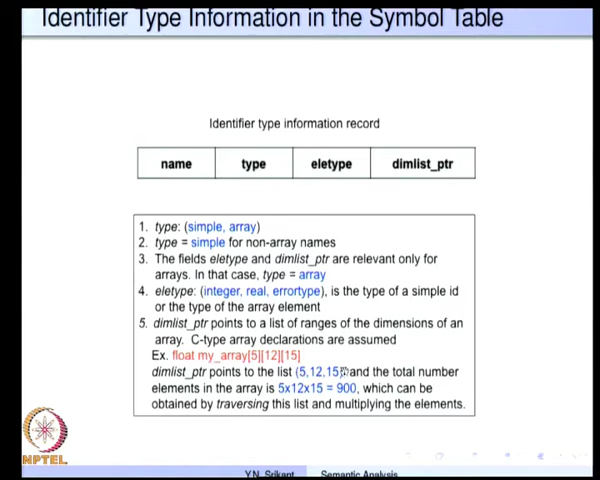 Identifier Type Information in the Symbol Table
Identifier type information record
name type eletype dimlist_ptr
1. type: (simple, array)
2. type = simple for non-array names
3. The fields eletype and dimlist_ptr are relevant only for
arrays. In that case, type = array
4. eletype: (integer, real, errortype), is the type of a simple id
or the type of the array element
5. dimlist_ptr points to a list of ranges of the dimensions of an
array. C-type array declarations are assumed
Ex. float my_array[5][12][15]
dimlist_ptr points to the list (5,12,15), and the total number
elements in the array is 5x12x15 = 900, which can be
obtained by traversing this list and multiplying the elements.
NPTEL
Y.N. Srikant Semantic Analysis